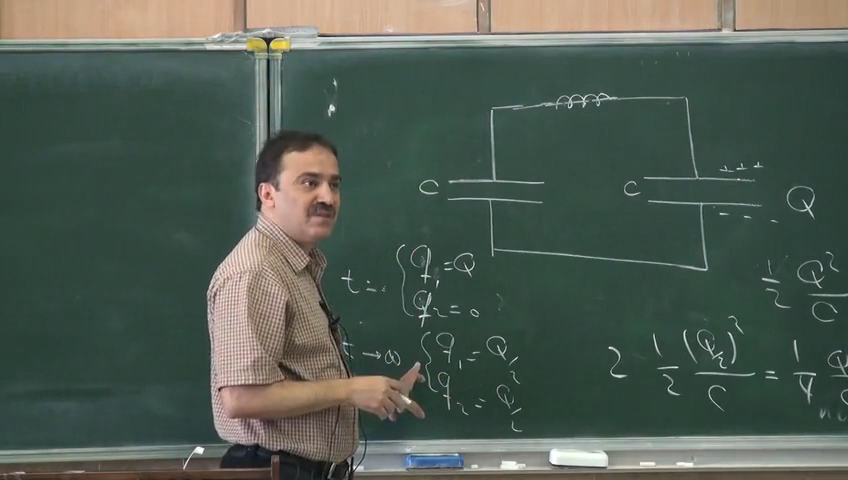 C
C
+ + +
- - -
Q
t = 0 { q₁ = Q
q₂ = 0
t → ∞ { q₁ = Q/2
q₂ = Q/2
1/2 Q²/C
2 1/2 (Q/2)²/C = 1/4 Q